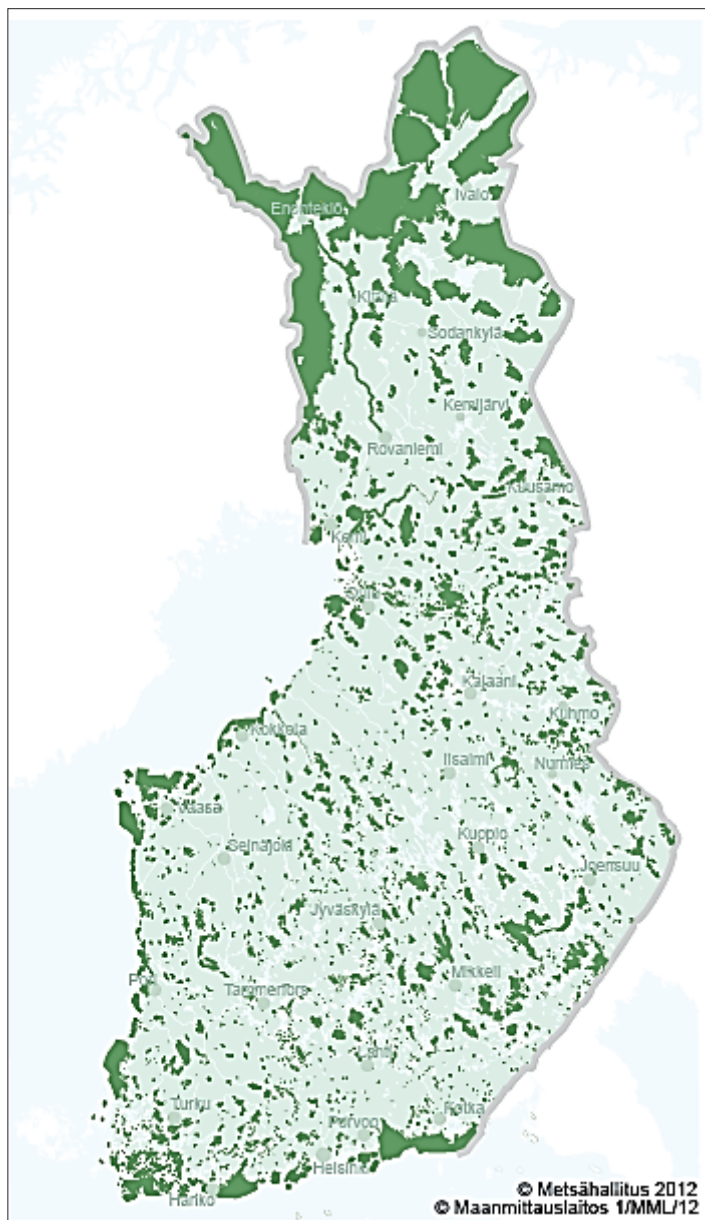 Ivalo
Enontekiö
Kittilä
Sodankylä
Kemijärvi
Rovaniemi
Kuusamo
Kemi
Oulu
Kajaani
Kuhmo
Kokkola
Iisalmi
Nurmes
Vaasa
Kuopio
Seinäjoki
Joensuu
Jyväskylä
Mikkeli
Pori
Tammerfors
Lahti
Turku
Kotka
Porvoo
Helsinki
Hanko
© Metsähallitus 2012
© Maanmittauslaitos 1/MML/12